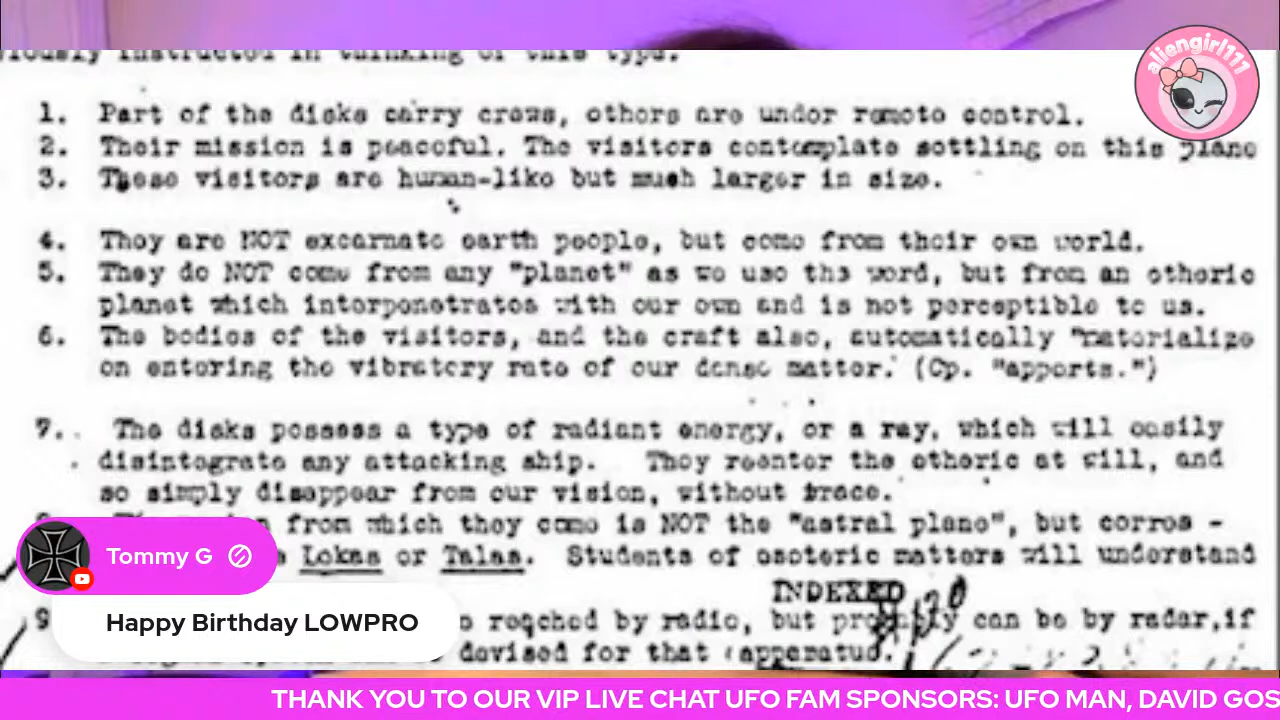 viously instructed in thinking of this type.
aliengirl111
1. Part of the disks carry crews, others are under remote control.
2. Their mission is peaceful. The visitors contemplate settling on this plane
3. These visitors are human-like but much larger in size.
4. They are NOT excarnate earth people, but come from their own world.
5. They do NOT come from any "planet" as we use the word, but from an etheric
planet which interpenetrates with our own and is not perceptible to us.
6. The bodies of the visitors, and the craft also, automatically "materialize
on entering the vibratory rate of our dense matter. (Cp. "apports.")
7. The disks possess a type of radiant energy, or a ray, which will easily
disintegrate any attacking ship. They reenter the etheric at will, and
so simply disappear from our vision, without trace.
from which they come is NOT the "astral plane", but corres -
Lokas or Talas. Students of esoteric matters will understand
Tommy G
INDEXED
9 reached by radio, but probably can be by radar, if
Happy Birthday LOWPRO
devised for that apparatus.
THANK YOU TO OUR VIP LIVE CHAT UFO FAM SPONSORS: UFO MAN, DAVID GOS